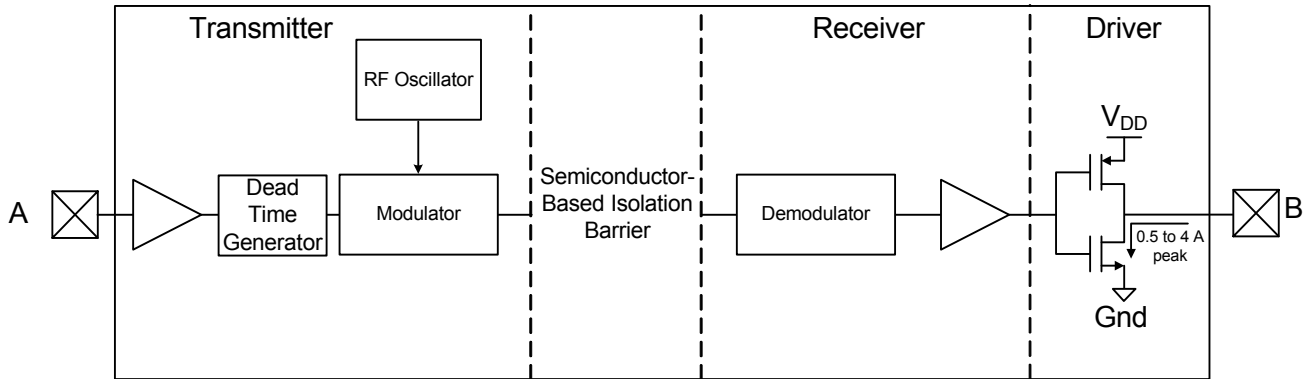 Transmitter
Receiver
Driver
RF Oscillator
V_DD
A
Dead
Time
Generator
Modulator
Semiconductor-
Based Isolation
Barrier
Demodulator
B
0.5 to 4 A
peak
Gnd